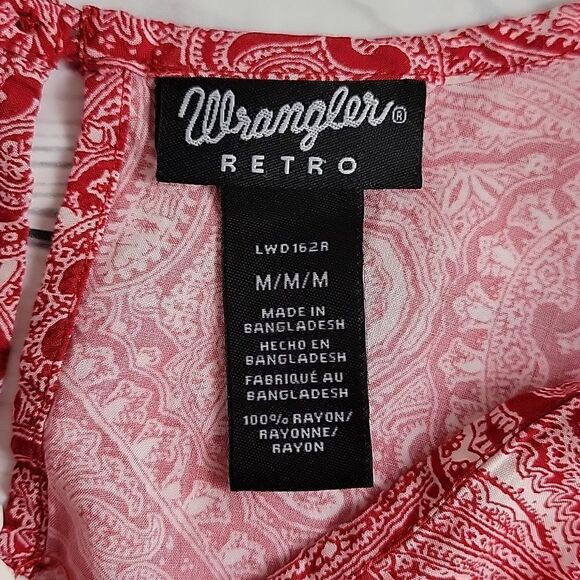 Wrangler®
RETRO
LWD162R
M/M/M
MADE IN
BANGLADESH
HECHO EN
BANGLADESH
FABRIQUÉ AU
BANGLADESH
100% RAYON/
RAYONNE/
RAYON